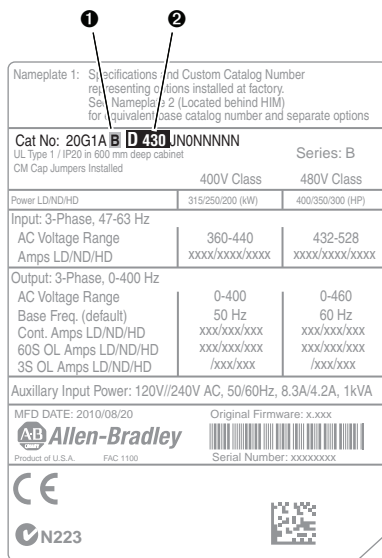 ❶ ❷
Nameplate 1: Specifications and Custom Catalog Number
representing options installed at factory.
See Nameplate 2 (Located behind HIM)
for equivalent base catalog number and separate options
Cat No: 20G1A B D 430 JN0NNNNN
UL Type 1 / IP20 in 600 mm deep cabinet
Series: B
CM Cap Jumpers Installed
400V Class 480V Class
Power LD/ND/HD 315/250/200 (kW) 400/350/300 (HP)
Input: 3-Phase, 47-63 Hz
AC Voltage Range 360-440 432-528
Amps LD/ND/HD xxxx/xxxx/xxxx xxxx/xxxx/xxxx
Output: 3-Phase, 0-400 Hz
AC Voltage Range 0-400 0-460
Base Freq. (default) 50 Hz 60 Hz
Cont. Amps LD/ND/HD xxx/xxx/xxx xxx/xxx/xxx
60S OL Amps LD/ND/HD xxx/xxx/xxx xxx/xxx/xxx
3S OL Amps LD/ND/HD /xxx/xxx /xxx/xxx
Auxillary Input Power: 120V//240V AC, 50/60Hz, 8.3A/4.2A, 1kVA
MFD DATE: 2010/08/20 Original Firmware: x.xxx
AB Allen-Bradley
Product of U.S.A. FAC 1100 Serial Number: xxxxxxxx
CE
N223